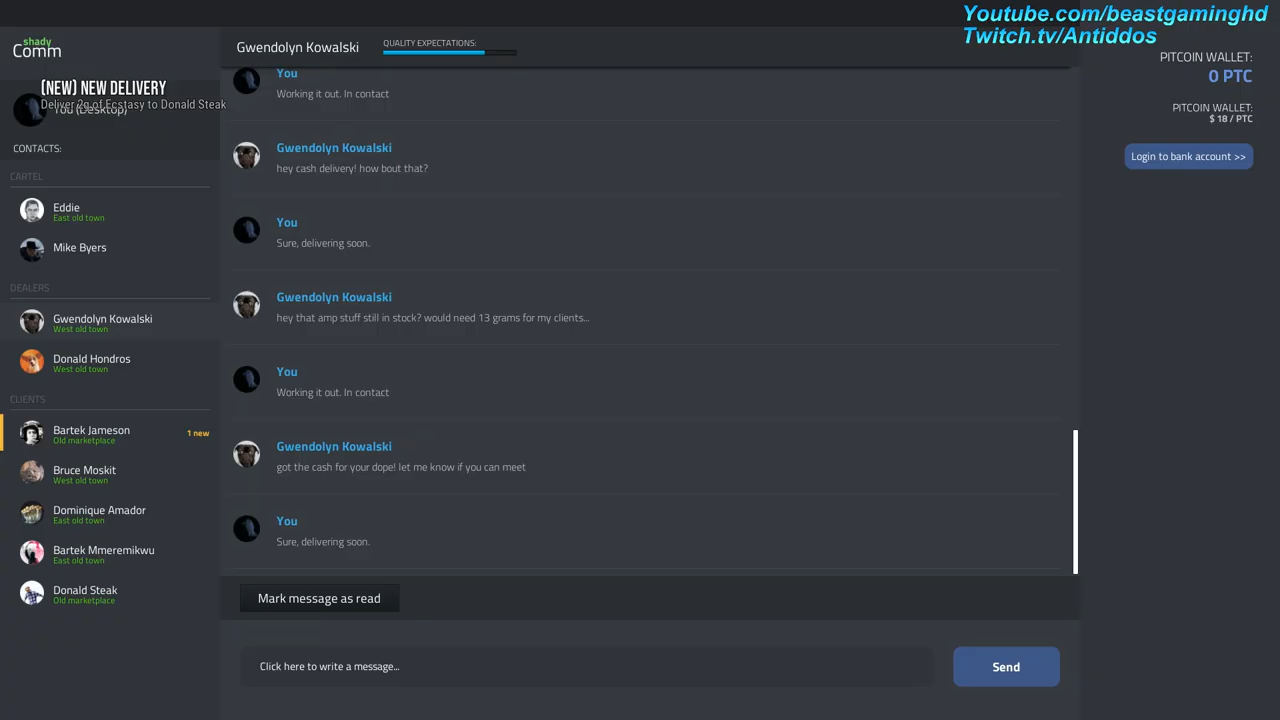 Youtube.com/beastgaminghd
Twitch.tv/Antiddos
shady
Comm
(NEW) NEW DELIVERY
Deliver 2g of Ecstasy to Donald Steak
You (Desktop)
CONTACTS:
CARTEL
Eddie
East old town
Mike Byers
DEALERS
Gwendolyn Kowalski
West old town
Donald Hondros
West old town
CLIENTS
Bartek Jameson
Old marketplace
1 new
Bruce Moskit
West old town
Dominique Amador
East old town
Bartek Mmeremikwu
East old town
Donald Steak
Old marketplace
Gwendolyn Kowalski
QUALITY EXPECTATIONS:
You
Working it out. In contact
Gwendolyn Kowalski
hey cash delivery! how bout that?
You
Sure, delivering soon.
Gwendolyn Kowalski
hey that amp stuff still in stock? would need 13 grams for my clients...
You
Working it out. In contact
Gwendolyn Kowalski
got the cash for your dope! let me know if you can meet
You
Sure, delivering soon.
Mark message as read
Click here to write a message...
Send
PITCOIN WALLET:
0 PTC
PITCOIN WALLET:
$ 18 / PTC
Login to bank account >>